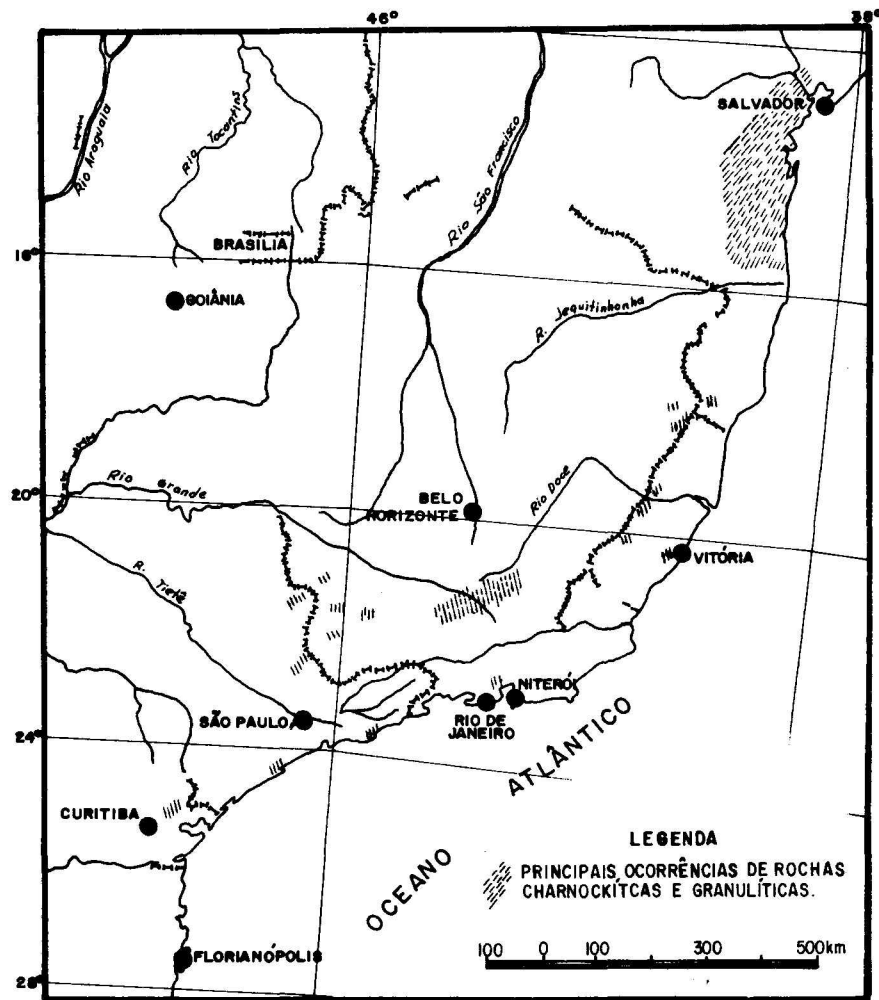 46°
38°
SALVADOR
Rio Araguaia
Rio Tocantins
Rio São Francisco
BRASÍLIA
16°
GOIÂNIA
R. Jequitinhonha
Rio Grande
20°
BELO
HORIZONTE
Rio Doce
VITÓRIA
R. Tietê
NITERÓI
SÃO PAULO
RIO DE
JANEIRO
24°
OCEANO ATLÂNTICO
CURITIBA
LEGENDA
PRINCIPAIS OCORRÊNCIAS DE ROCHAS
CHARNOCKÍTCAS E GRANULÍTICAS.
100 0 100 300 500km
FLORIANÓPOLIS
28°